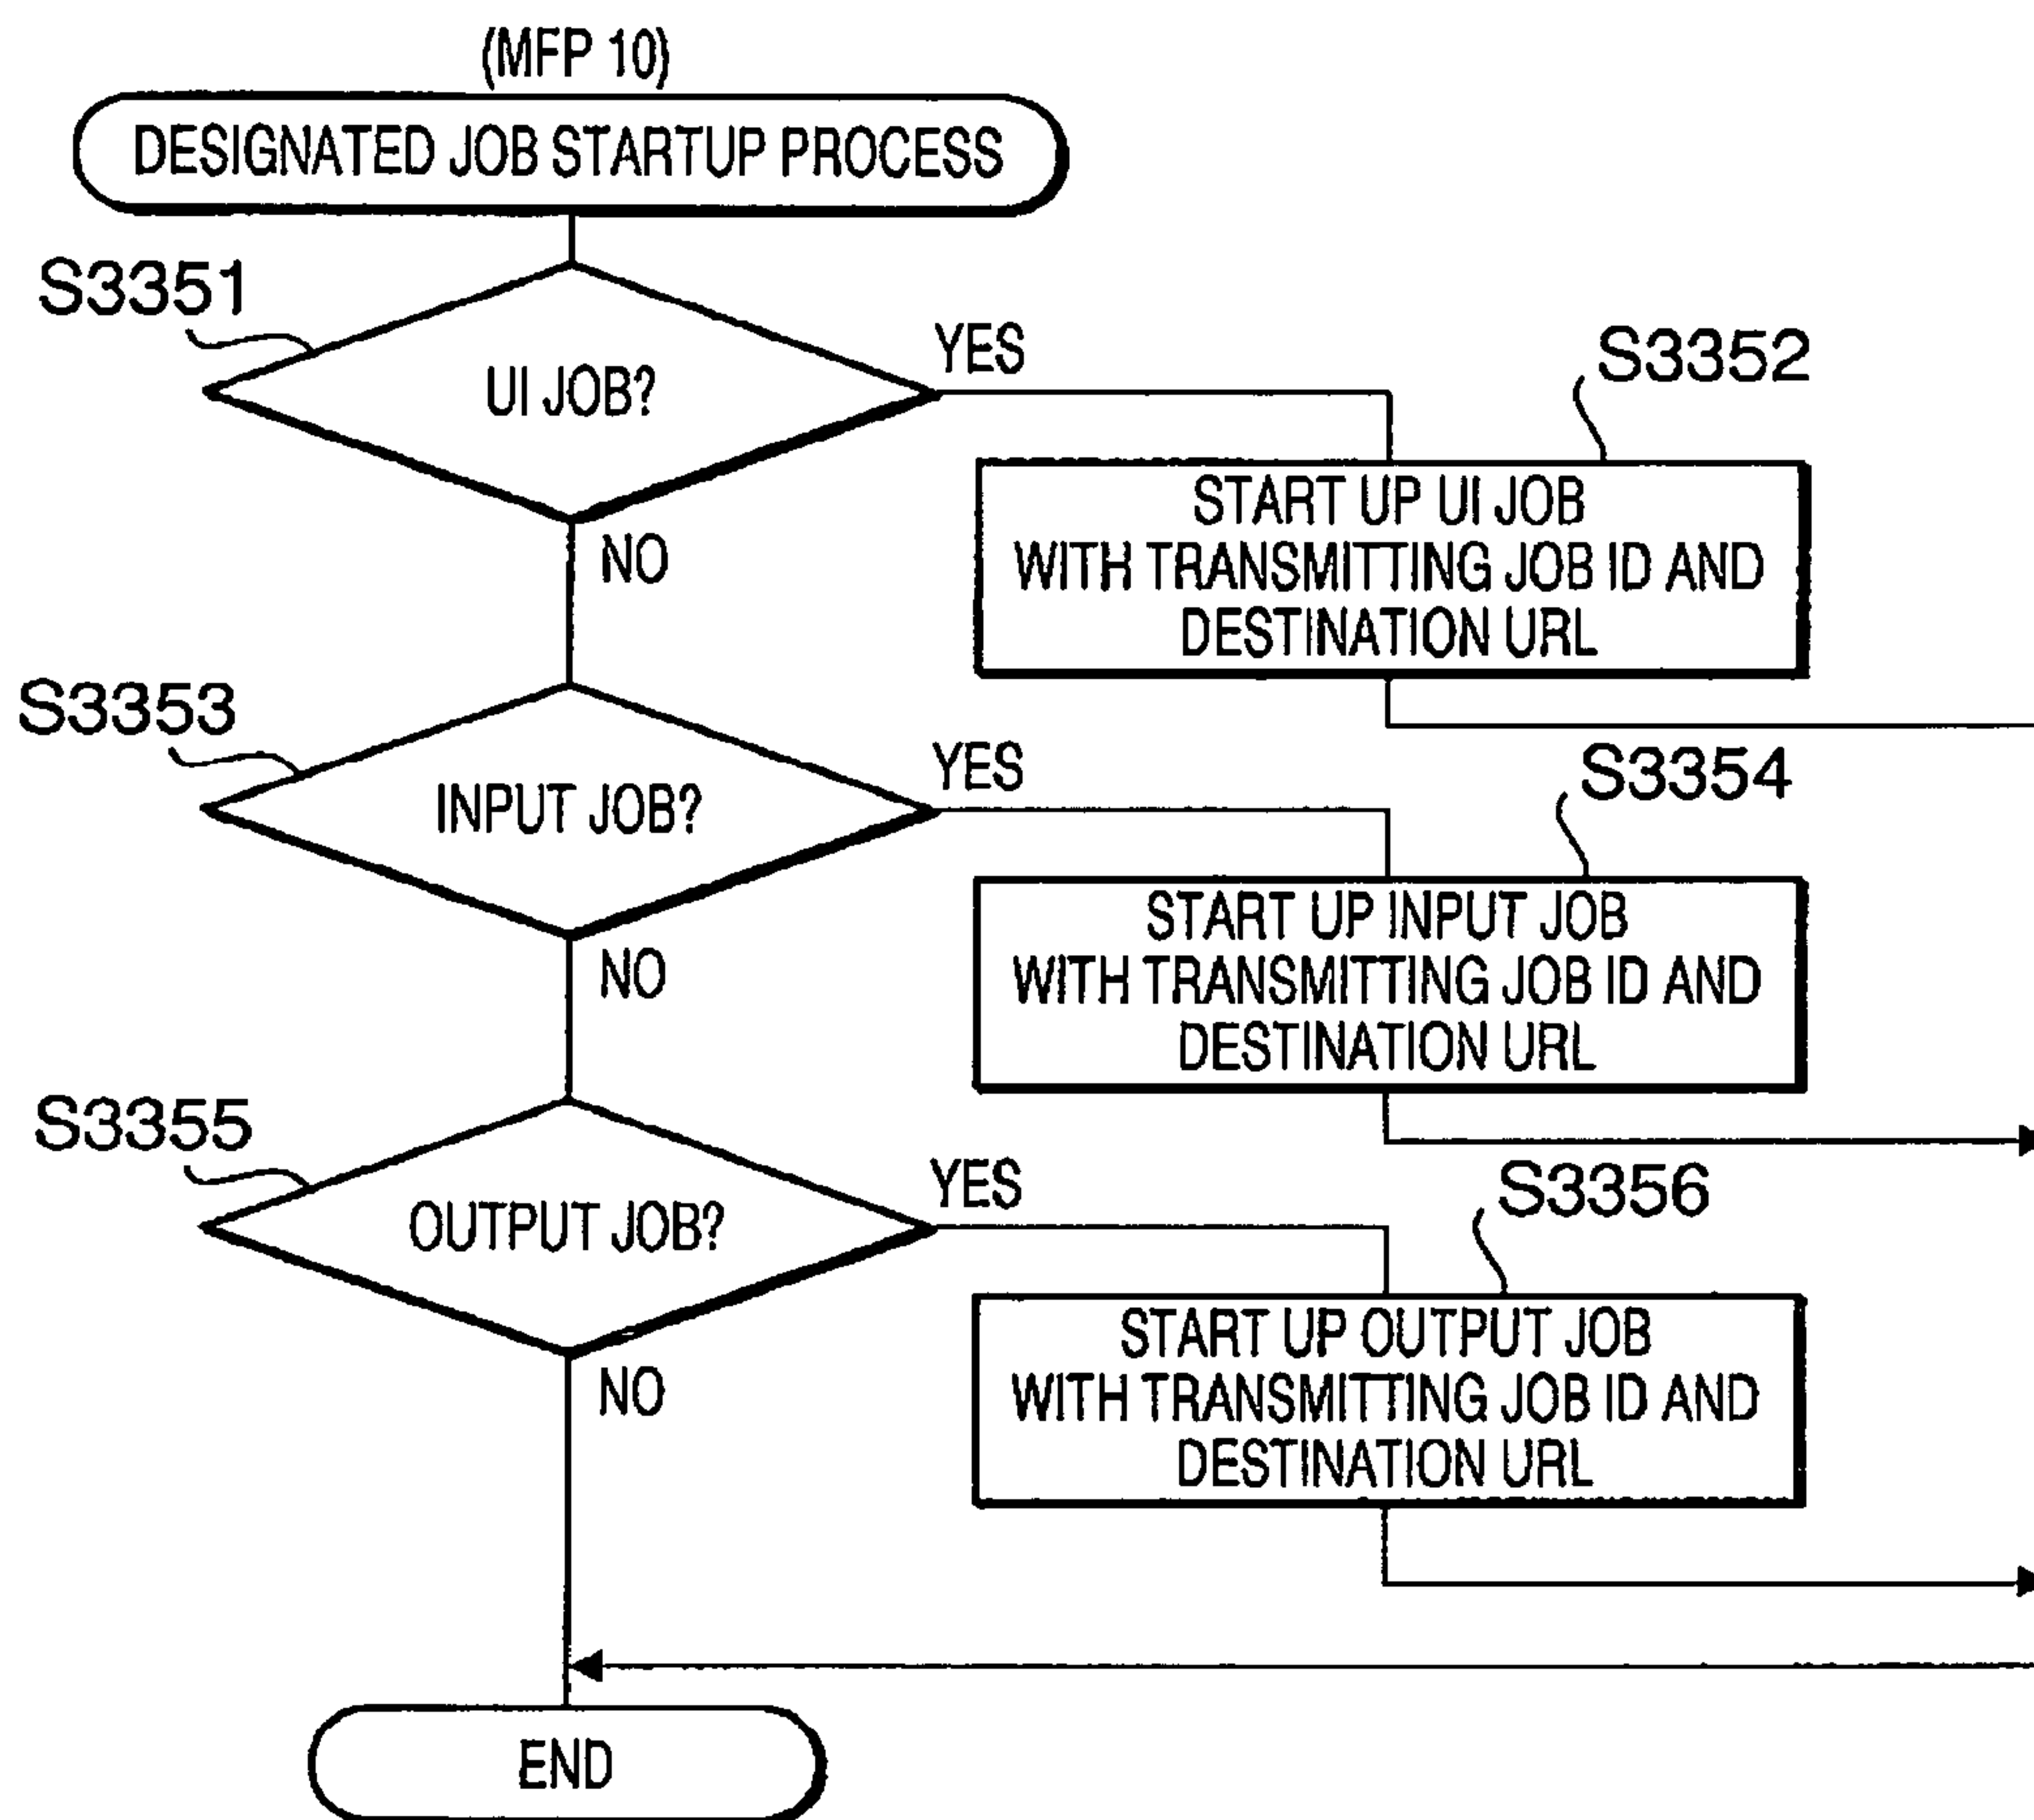 (MFP 10)
DESIGNATED JOB STARTUP PROCESS
S3351
UI JOB?
YES
S3352
START UP UI JOB
WITH TRANSMITTING JOB ID AND
DESTINATION URL
NO
S3353
INPUT JOB?
YES
S3354
START UP INPUT JOB
WITH TRANSMITTING JOB ID AND
DESTINATION URL
NO
S3355
OUTPUT JOB?
YES
S3356
START UP OUTPUT JOB
WITH TRANSMITTING JOB ID AND
DESTINATION URL
NO
END